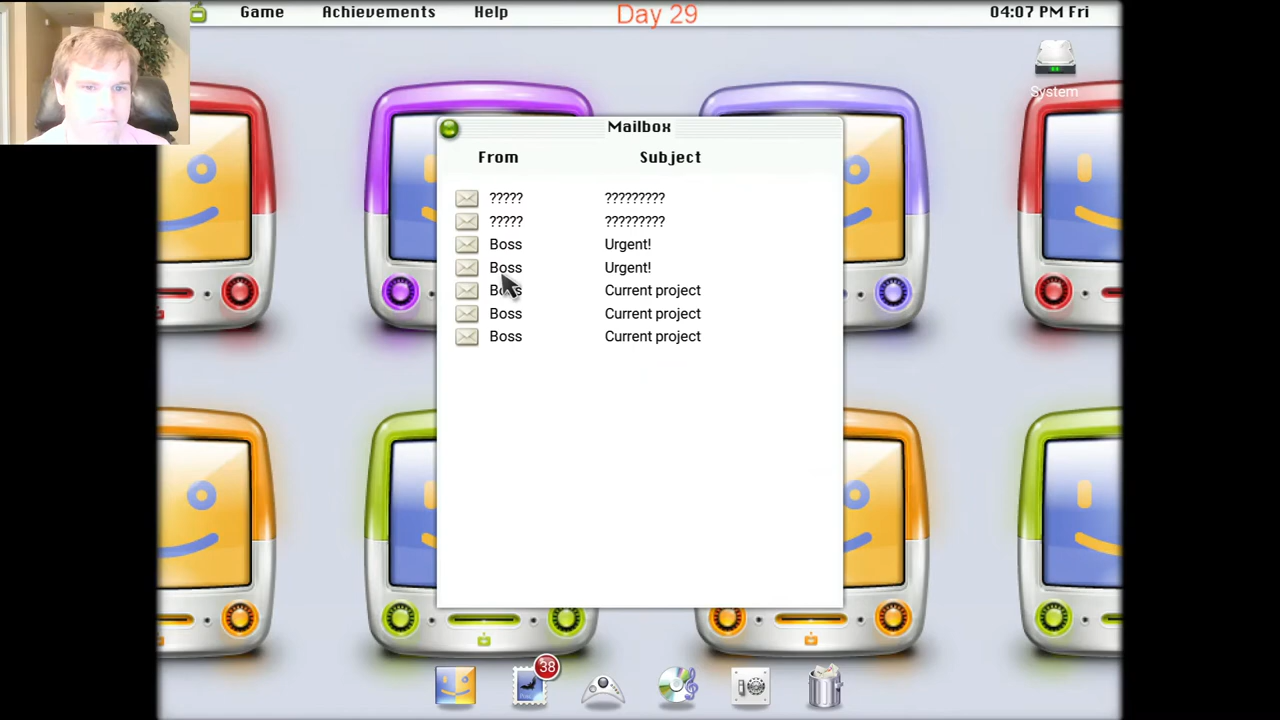 Game Achievements Help Day 29 04:07 PM Fri
System
Mailbox
From Subject
????? ?????????
????? ?????????
Boss Urgent!
Boss Urgent!
Boss Current project
Boss Current project
Boss Current project
38